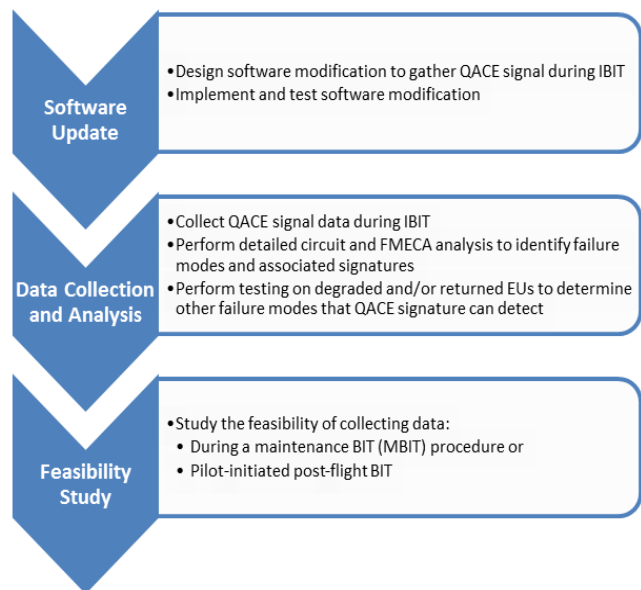 Software
Update
•Design software modification to gather QACE signal during IBIT
•Implement and test software modification
Data Collection
and Analysis
•Collect QACE signal data during IBIT
•Perform detailed circuit and FMECA analysis to identify failure
modes and associated signatures
•Perform testing on degraded and/or returned EUs to determine
other failure modes that QACE signature can detect
Feasibility
Study
•Study the feasibility of collecting data:
•During a maintenance BIT (MBIT) procedure or
•Pilot-initiated post-flight BIT